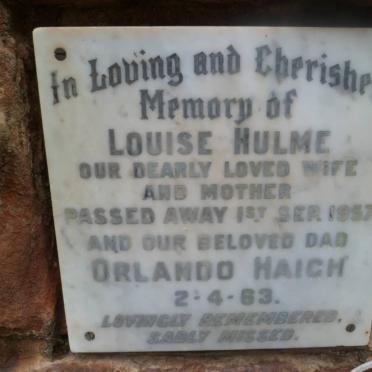 In Loving and Cherishe
Memory of
LOUISE HULME
OUR DEARLY LOVED WIFE
AND MOTHER
PASSED AWAY 1ST SEP. 1957
AND OUR BELOVED DAD
ORLANDO HAIGH
2-4-63.
LOVINGLY REMEMBERED,
SADLY MISSED.